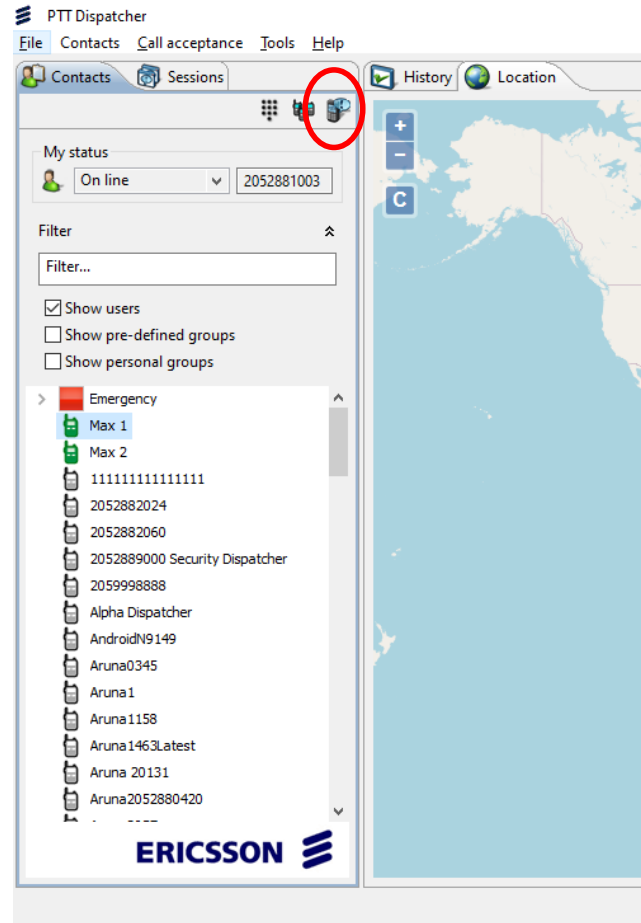 PTT Dispatcher
File Contacts Call acceptance Tools Help
Contacts Sessions
History Location
+
−
C
My status
On line 2052881003
Filter
Filter...
Show users
Show pre-defined groups
Show personal groups
Emergency
Max 1
Max 2
111111111111111
2052882024
2052882060
2052889000 Security Dispatcher
2059998888
Alpha Dispatcher
AndroidN9149
Aruna0345
Aruna1
Aruna1158
Aruna1463Latest
Aruna 20131
Aruna2052880420
ERICSSON